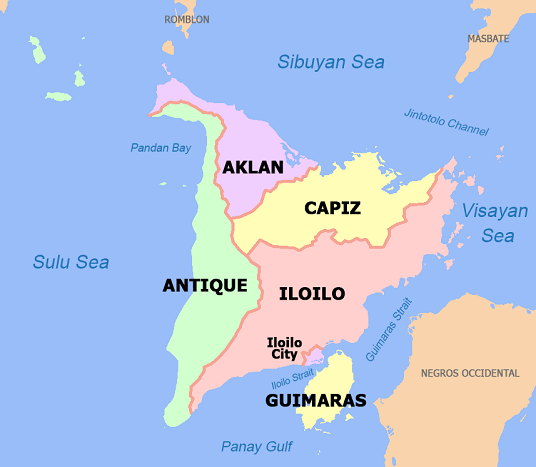 ROMBLON
MASBATE
Sibuyan Sea
Jintotolo Channel
Pandan Bay
AKLAN
CAPIZ
Visayan
Sea
Sulu Sea
ANTIQUE
ILOILO
Guimaras Strait
Iloilo
City
Iloilo Strait
NEGROS OCCIDENTAL
GUIMARAS
Panay Gulf